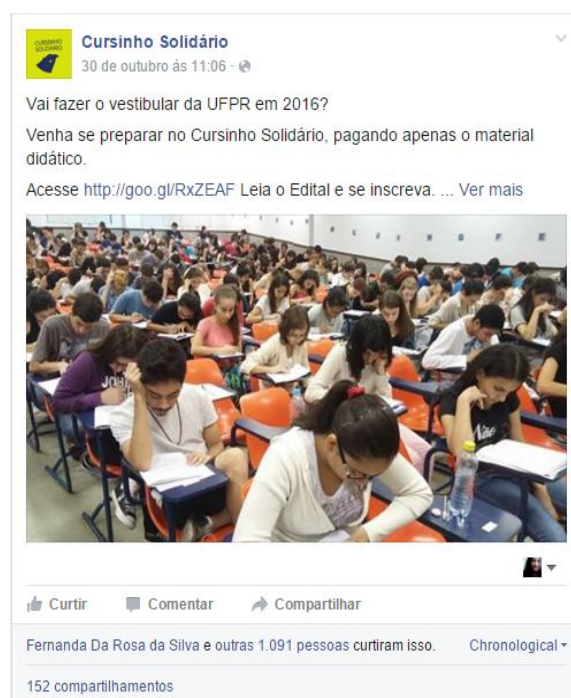 CURSINHO
SOLIDÁRIO
Cursinho Solidário
30 de outubro às 11:06 ·
Vai fazer o vestibular da UFPR em 2016?
Venha se preparar no Cursinho Solidário, pagando apenas o material
didático.
Acesse http://goo.gl/RxZEAF Leia o Edital e se inscreva. ... Ver mais
Curtir Comentar Compartilhar
Fernanda Da Rosa da Silva e outras 1.091 pessoas curtiram isso. Chronological
152 compartilhamentos